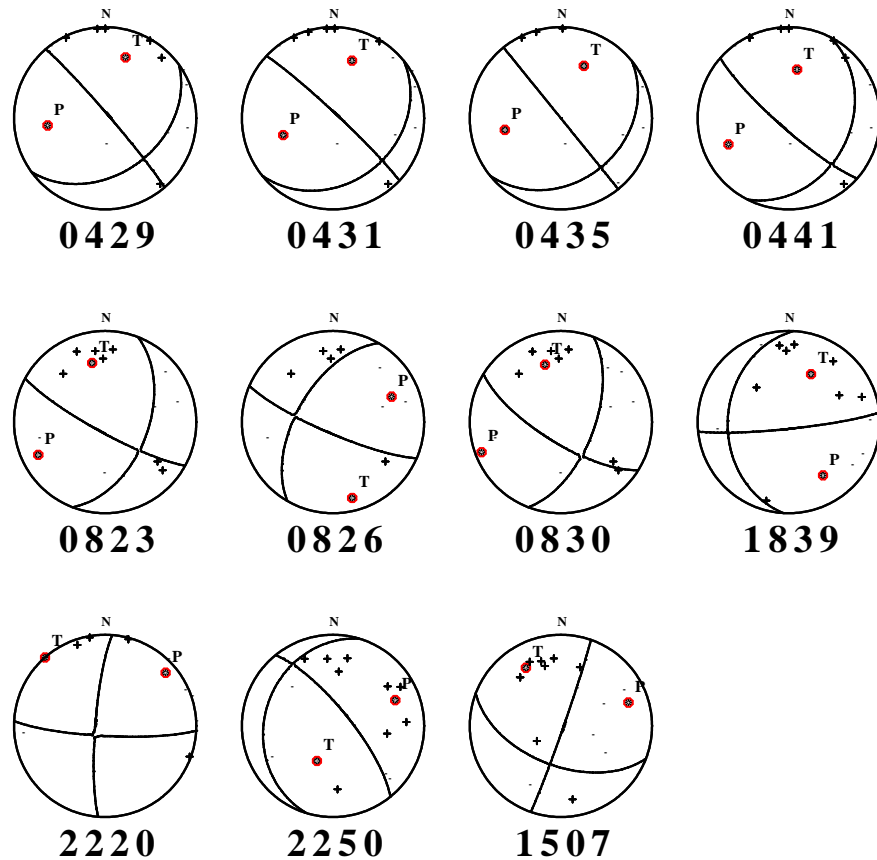 N N N N
T T T T
P P P P
0429 0431 0435 0441
N N N N
T P T T
P T P P
0823 0826 0830 1839
N N N
T P P T T P
2220 2250 1507